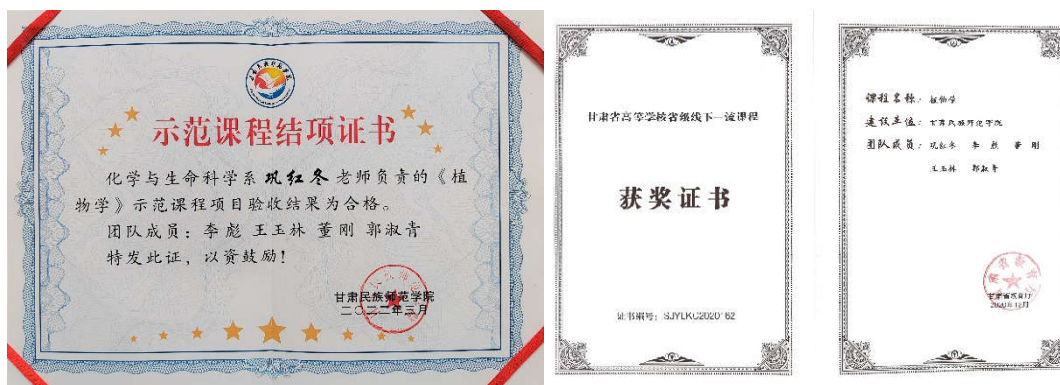 示范课程结项证书
化学与生命科学系 巩红冬 老师负责的《植
物学》示范课程项目验收结果为合格。
团队成员：李彪 王玉林 董刚 郭淑青
特发此证，以资鼓励！
甘肃民族师范学院
二〇二二年三月
甘肃省高等学校省级线下一流课程
获奖证书
证书编号：SJYLKC2020162
课程名称：植物学
建设单位：甘肃民族师范学院
团队成员：巩红冬 李彪 董刚
王玉林 郭淑青
甘肃省教育厅